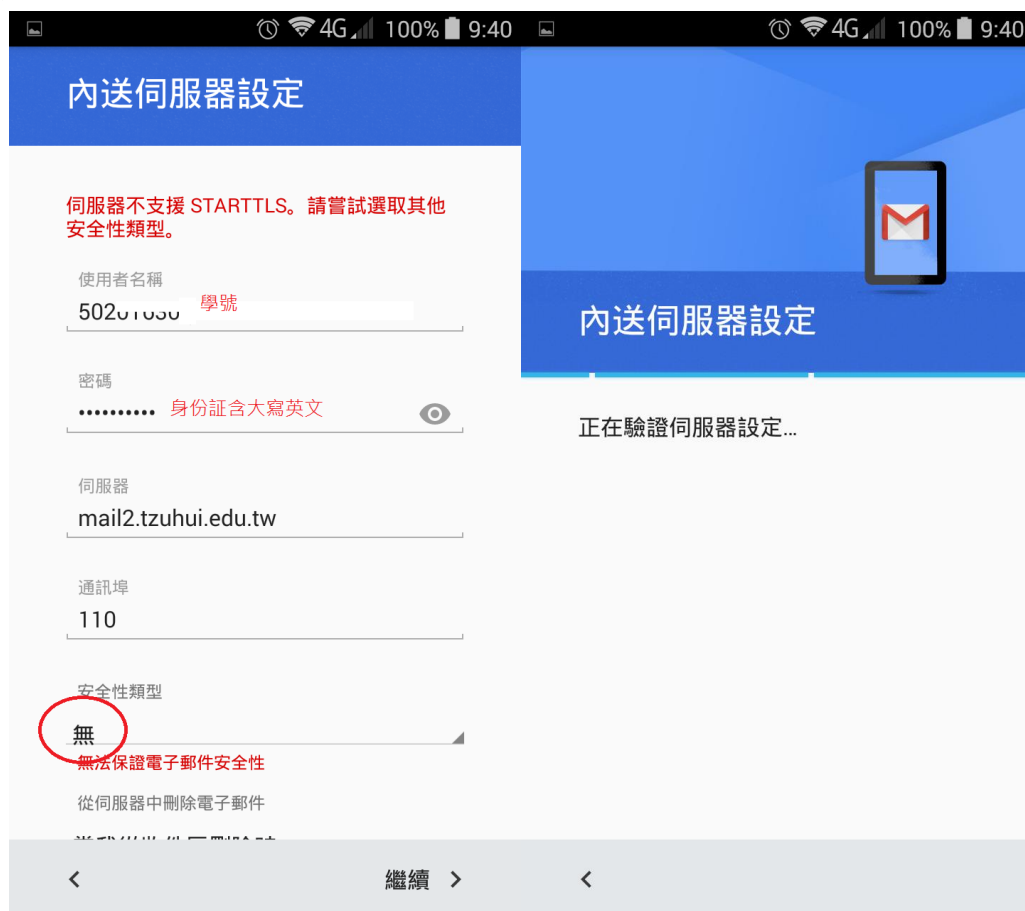 4G 100% 9:40
內送伺服器設定
伺服器不支援 STARTTLS。請嘗試選取其他
安全性類型。
使用者名稱
學號
密碼
•••••••••• 身份証含大寫英文
伺服器
mail2.tzuhui.edu.tw
通訊埠
110
安全性類型
無
無法保證電子郵件安全性
從伺服器中刪除電子郵件
繼續
4G 100% 9:40
內送伺服器設定
正在驗證伺服器設定...